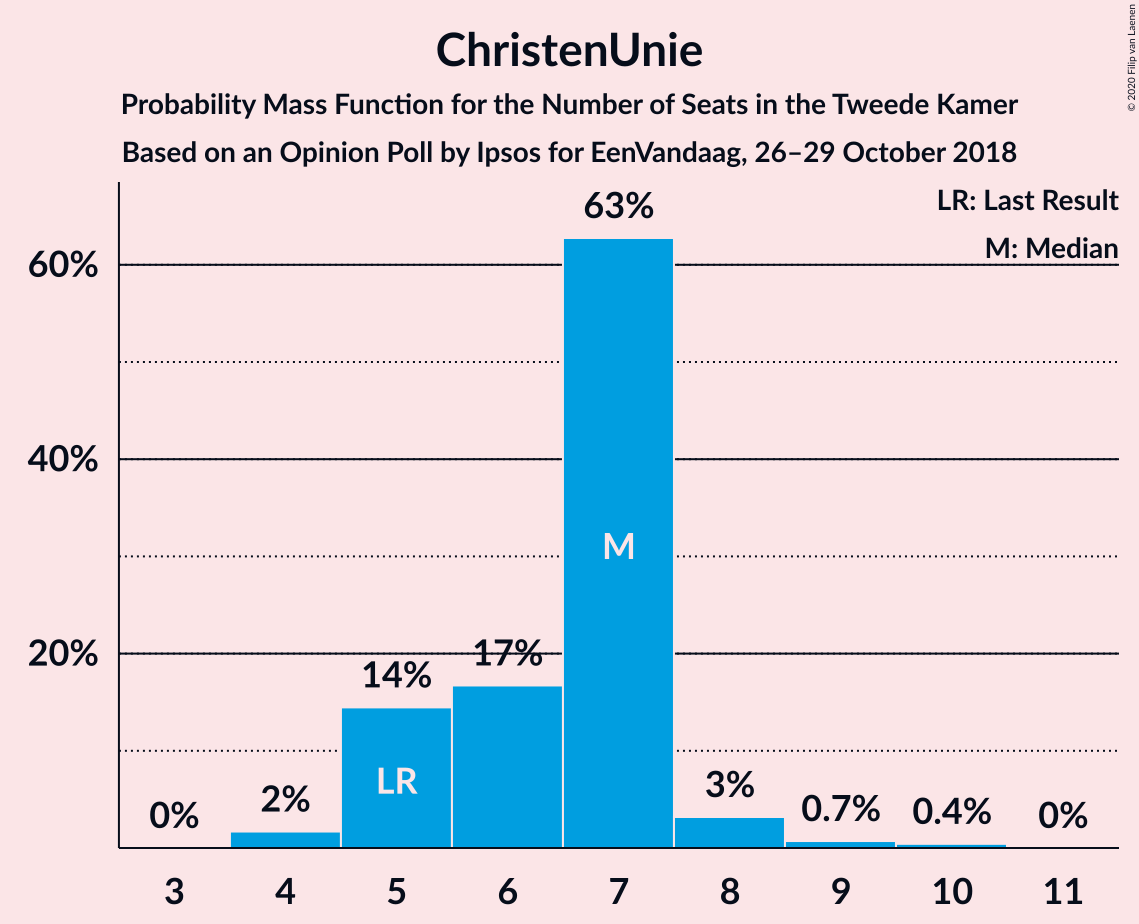 ChristenUnie
Probability Mass Function for the Number of Seats in the Tweede Kamer
Based on an Opinion Poll by Ipsos for EenVandaag, 26–29 October 2018
© 2020 Filip van Laenen
LR: Last Result
M: Median
60%
40%
20%
0%
2%
14%
17%
63%
3%
0.7%
0.4%
0%
LR
M
3 4 5 6 7 8 9 10 11